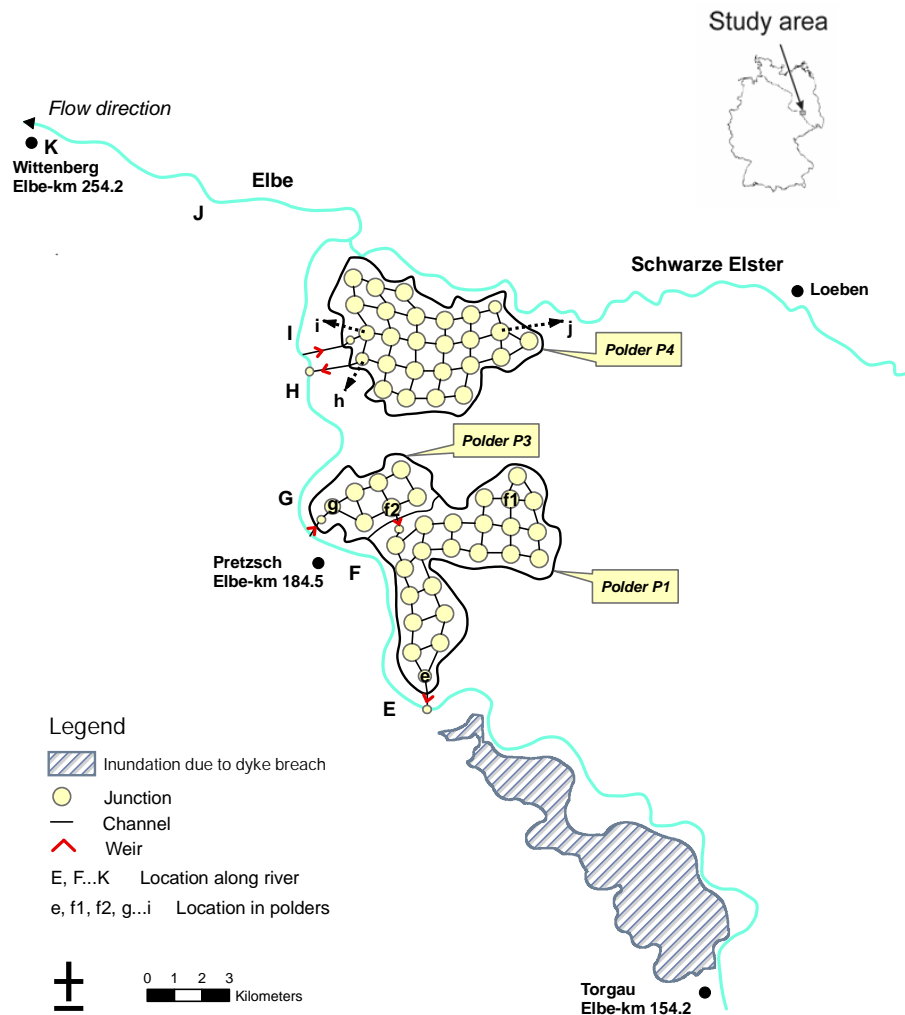 Study area
Flow direction
K
Wittenberg
Elbe-km 254.2
Elbe
J
Schwarze Elster
Loeben
I
i
j
Polder P4
H
h
Polder P3
G
g
f2
f1
Pretzsch
Elbe-km 184.5
F
Polder P1
e
E
Legend
Inundation due to dyke breach
Junction
Channel
Weir
E, F...K Location along river
e, f1, f2, g...i Location in polders
0 1 2 3
Kilometers
Torgau
Elbe-km 154.2